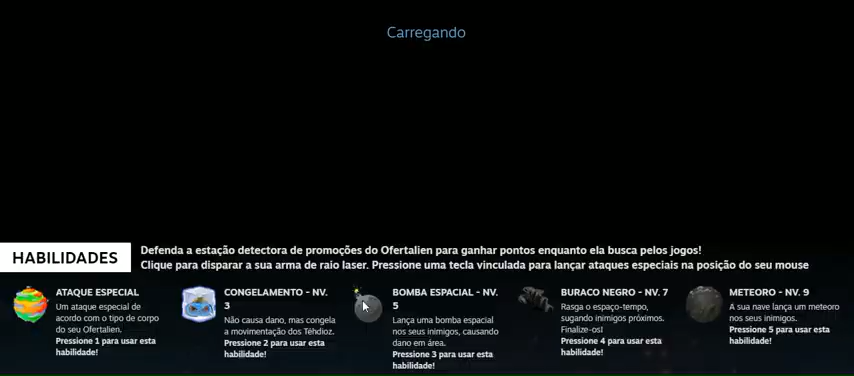 Carregando
HABILIDADES
Defenda a estação detectora de promoções do Ofertalien para ganhar pontos enquanto ela busca pelos jogos!
Clique para disparar a sua arma de raio laser. Pressione uma tecla vinculada para lançar ataques especiais na posição do seu mouse
ATAQUE ESPECIAL
Um ataque especial de
acordo com o tipo de corpo
do seu Ofertalien.
Pressione 1 para usar esta
habilidade!
CONGELAMENTO - NV.
3
Não causa dano, mas congela
a movimentação dos Têhdioz.
Pressione 2 para usar esta
habilidade!
BOMBA ESPACIAL - NV.
5
Lança uma bomba espacial
nos seus inimigos, causando
dano em área.
Pressione 3 para usar esta
habilidade!
BURACO NEGRO - NV. 7
Rasga o espaço-tempo,
sugando inimigos próximos.
Finalize-os!
Pressione 4 para usar esta
habilidade!
METEORO - NV. 9
A sua nave lança um meteoro
nos seus inimigos.
Pressione 5 para usar esta
habilidade!